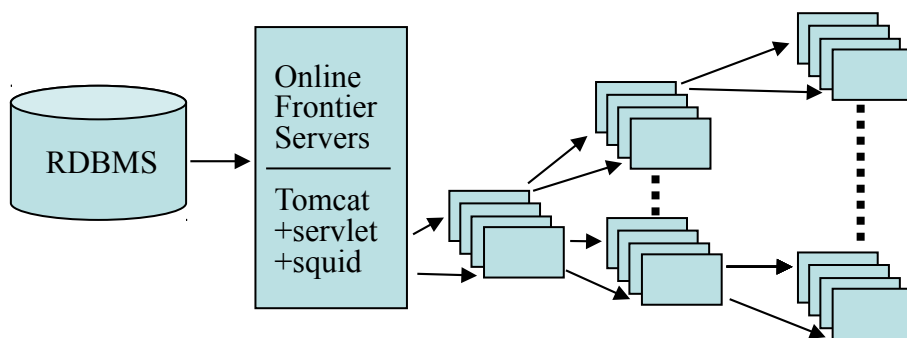 RDBMS
Online
Frontier
Servers
Tomcat
+servlet
+squid